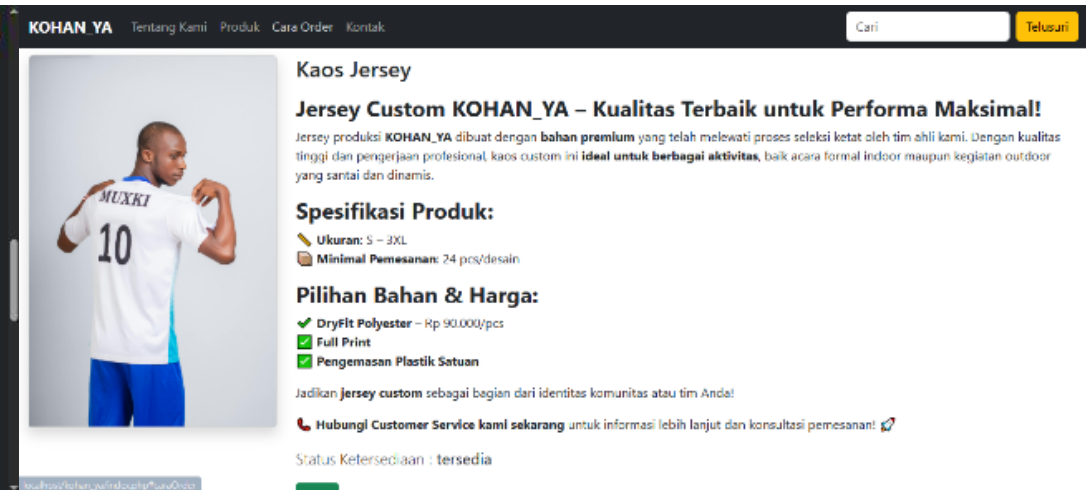 KOHAN_YA Tentang Kami Produk Cara Order Kontak Cari Telusuri
Kaos Jersey
Jersey Custom KOHAN_YA – Kualitas Terbaik untuk Performa Maksimal!
Jersey produksi KOHAN_YA dibuat dengan bahan premium yang telah melewati proses seleksi ketat oleh tim ahli kami. Dengan kualitas
tinggi dan pengerjaan profesional, kaos custom ini ideal untuk berbagai aktivitas, baik acara formal indoor maupun kegiatan outdoor
yang santai dan dinamis.
MUXKI
10
Spesifikasi Produk:
Ukuran: S – 3XL
Minimal Pemesanan: 24 pcs/desain
Pilihan Bahan & Harga:
DryFit Polyester – Rp 90.000/pcs
Full Print
Pengemasan Plastik Satuan
Jadikan jersey custom sebagai bagian dari identitas komunitas atau tim Anda!
Hubungi Customer Service kami sekarang untuk informasi lebih lanjut dan konsultasi pemesanan!
Status Ketersediaan : tersedia